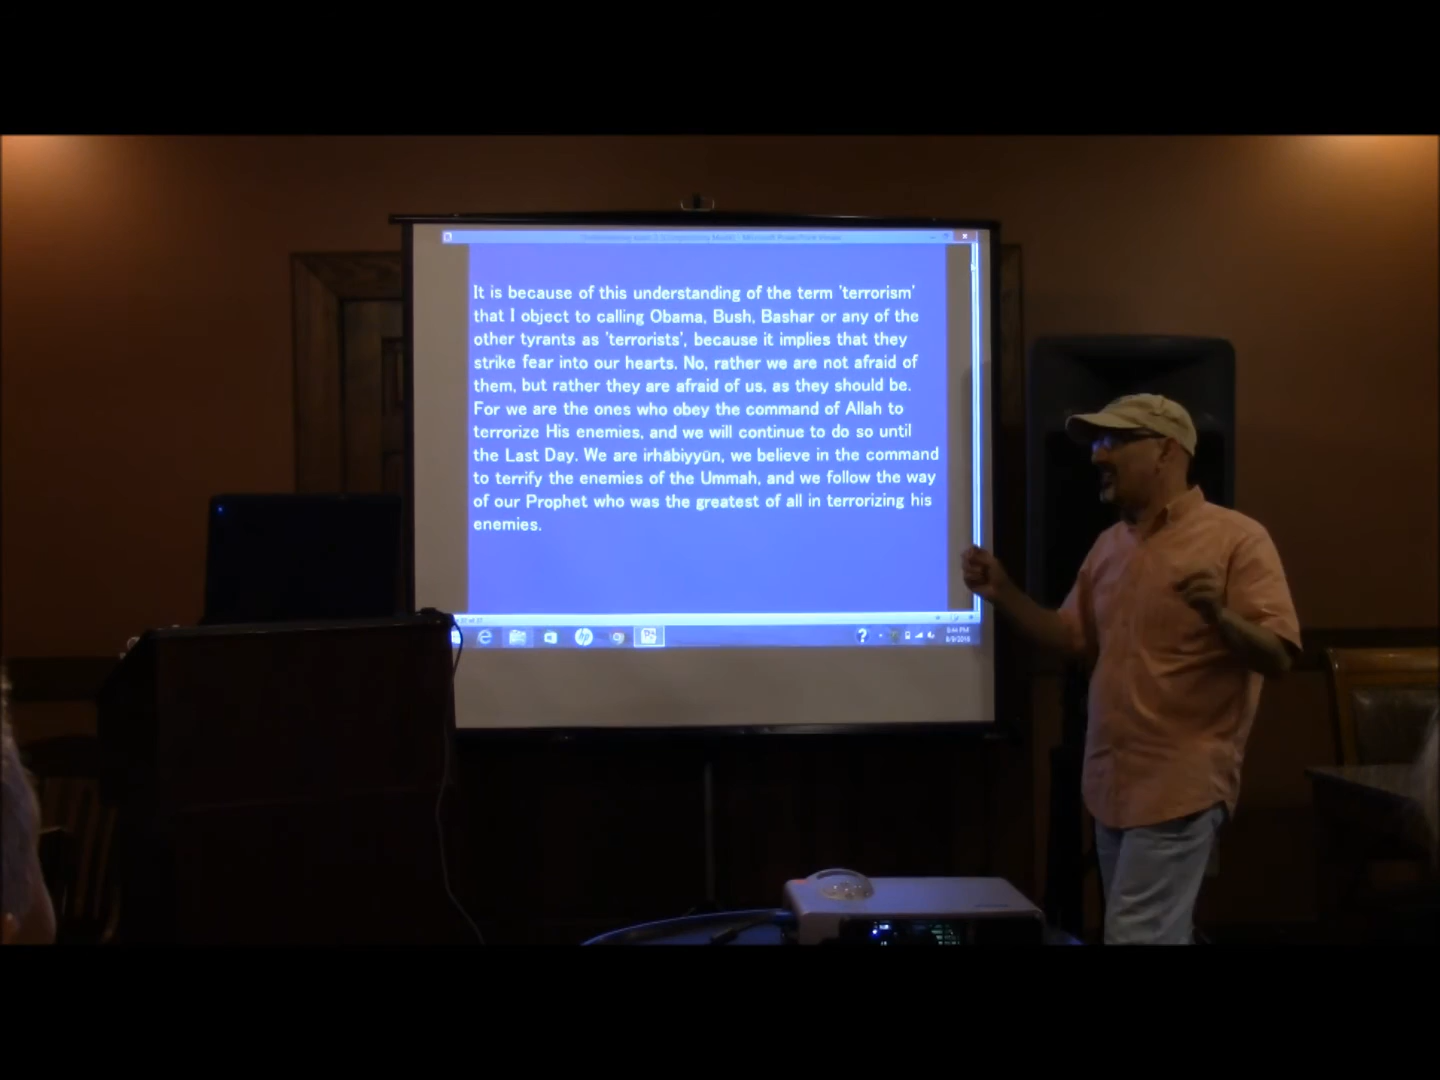 It is because of this understanding of the term 'terrorism'
that I object to calling Obama, Bush, Bashar or any of the
other tyrants as 'terrorists', because it implies that they
strike fear into our hearts. No, rather we are not afraid of
them, but rather they are afraid of us, as they should be.
For we are the ones who obey the command of Allah to
terrorize His enemies, and we will continue to do so until
the Last Day. We are irhābiyyūn, we believe in the command
to terrify the enemies of the Ummah, and we follow the way
of our Prophet who was the greatest of all in terrorizing his
enemies.